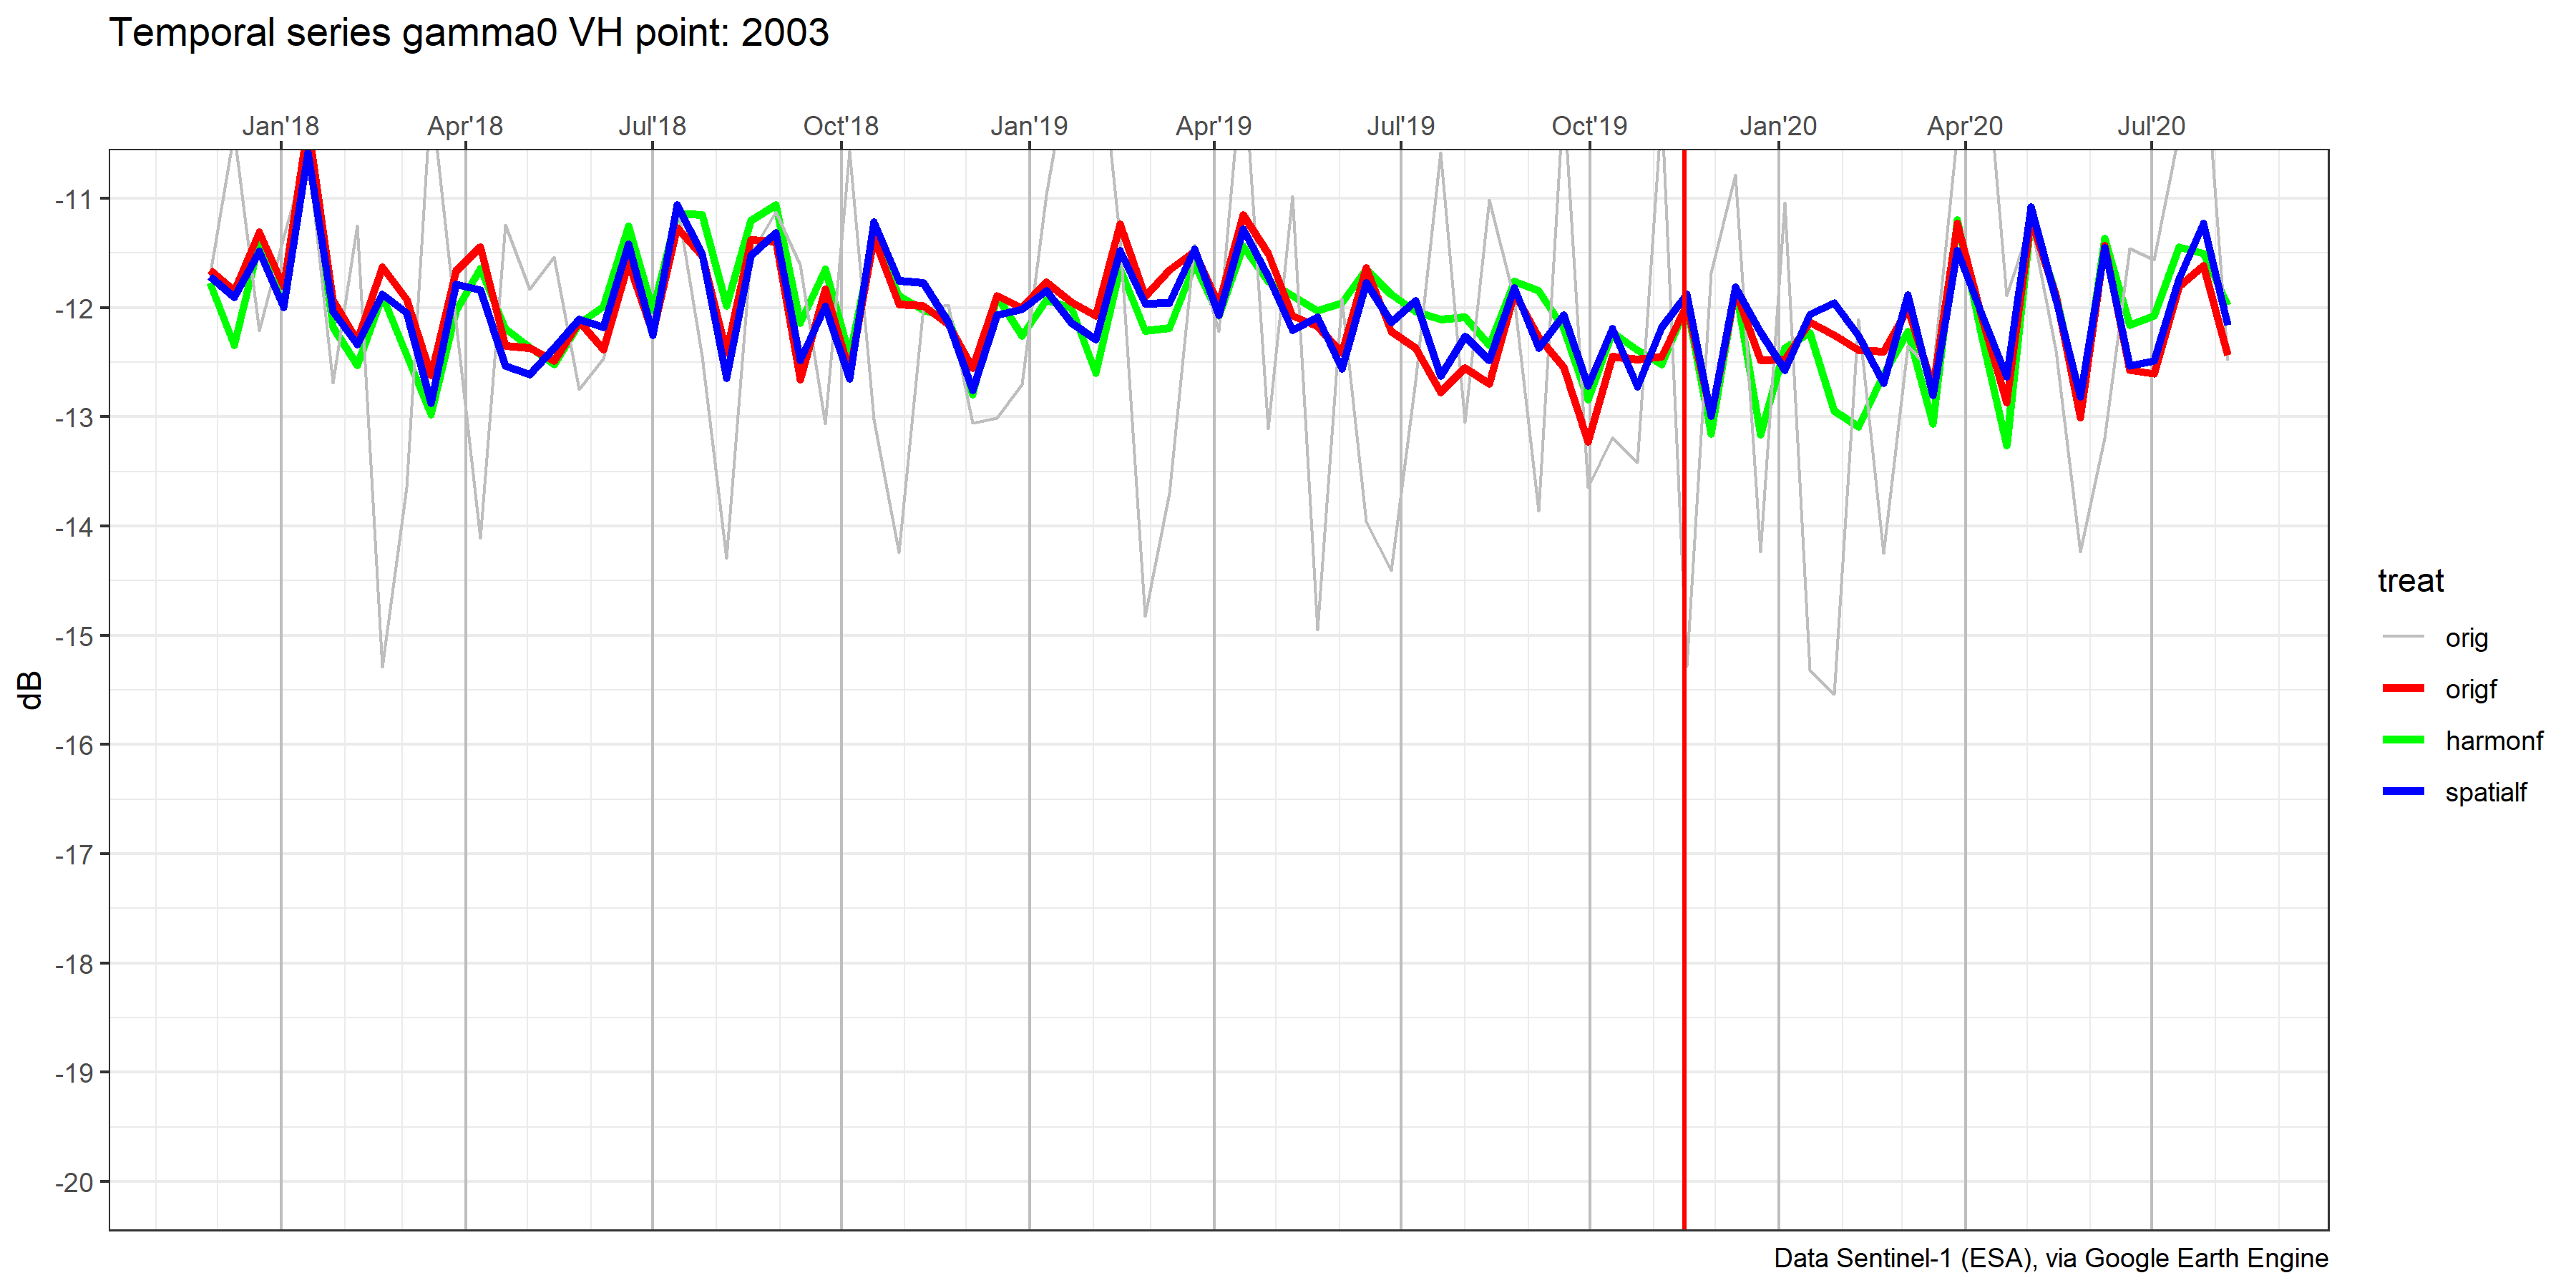 Temporal series gamma0 VH point: 2003
Jan'18 Apr'18 Jul'18 Oct'18 Jan'19 Apr'19 Jul'19 Oct'19 Jan'20 Apr'20 Jul'20
-11
-12
-13
-14
-15
-16
-17
-18
-19
-20
dB
treat
orig
origf
harmonf
spatialf
Data Sentinel-1 (ESA), via Google Earth Engine